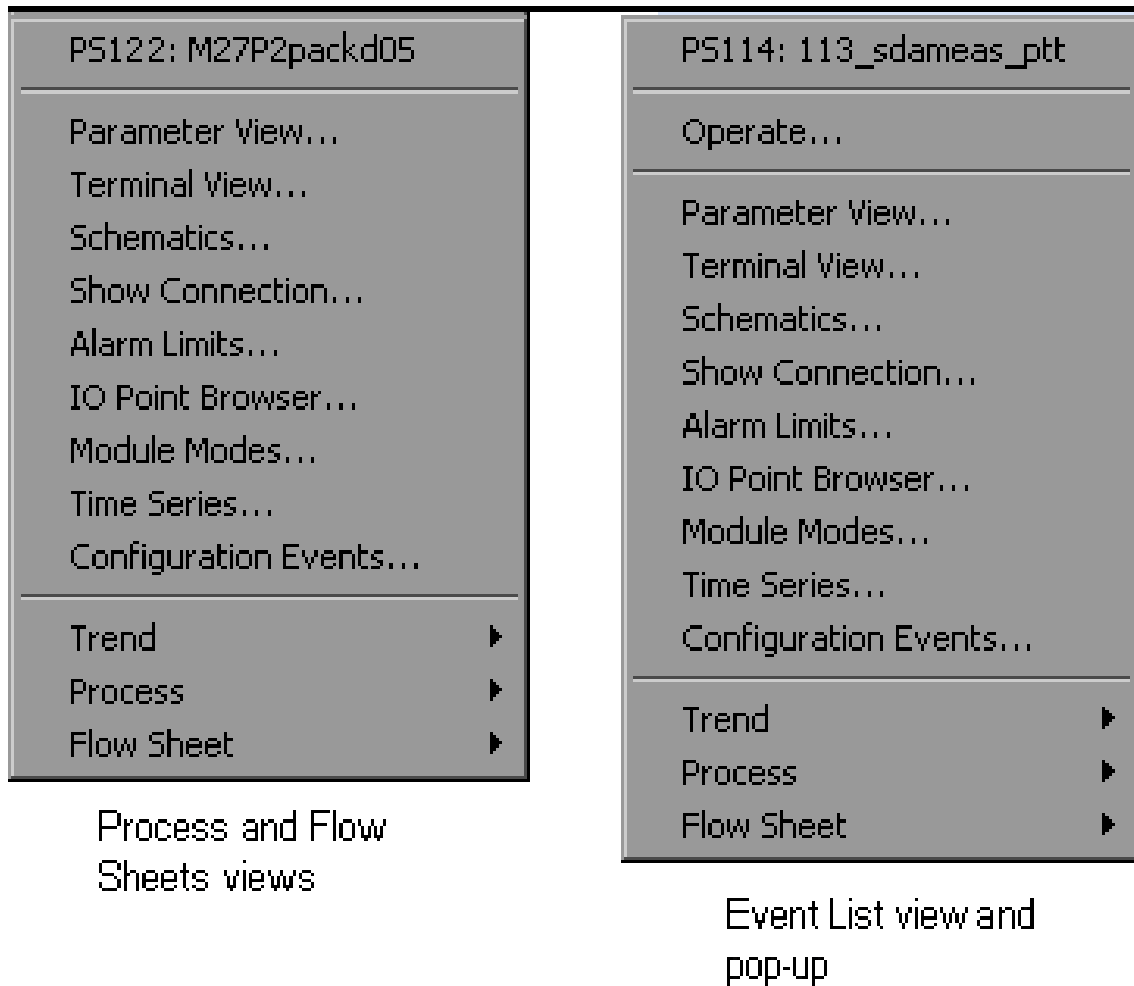 PS122: M27P2packd05
Parameter View...
Terminal View...
Schematics...
Show Connection...
Alarm Limits...
IO Point Browser...
Module Modes...
Time Series...
Configuration Events...
Trend
Process
Flow Sheet
Process and Flow
Sheets views
PS114: 113_sdameas_ptt
Operate...
Parameter View...
Terminal View...
Schematics...
Show Connection...
Alarm Limits...
IO Point Browser...
Module Modes...
Time Series...
Configuration Events...
Trend
Process
Flow Sheet
Event List view and
pop-up